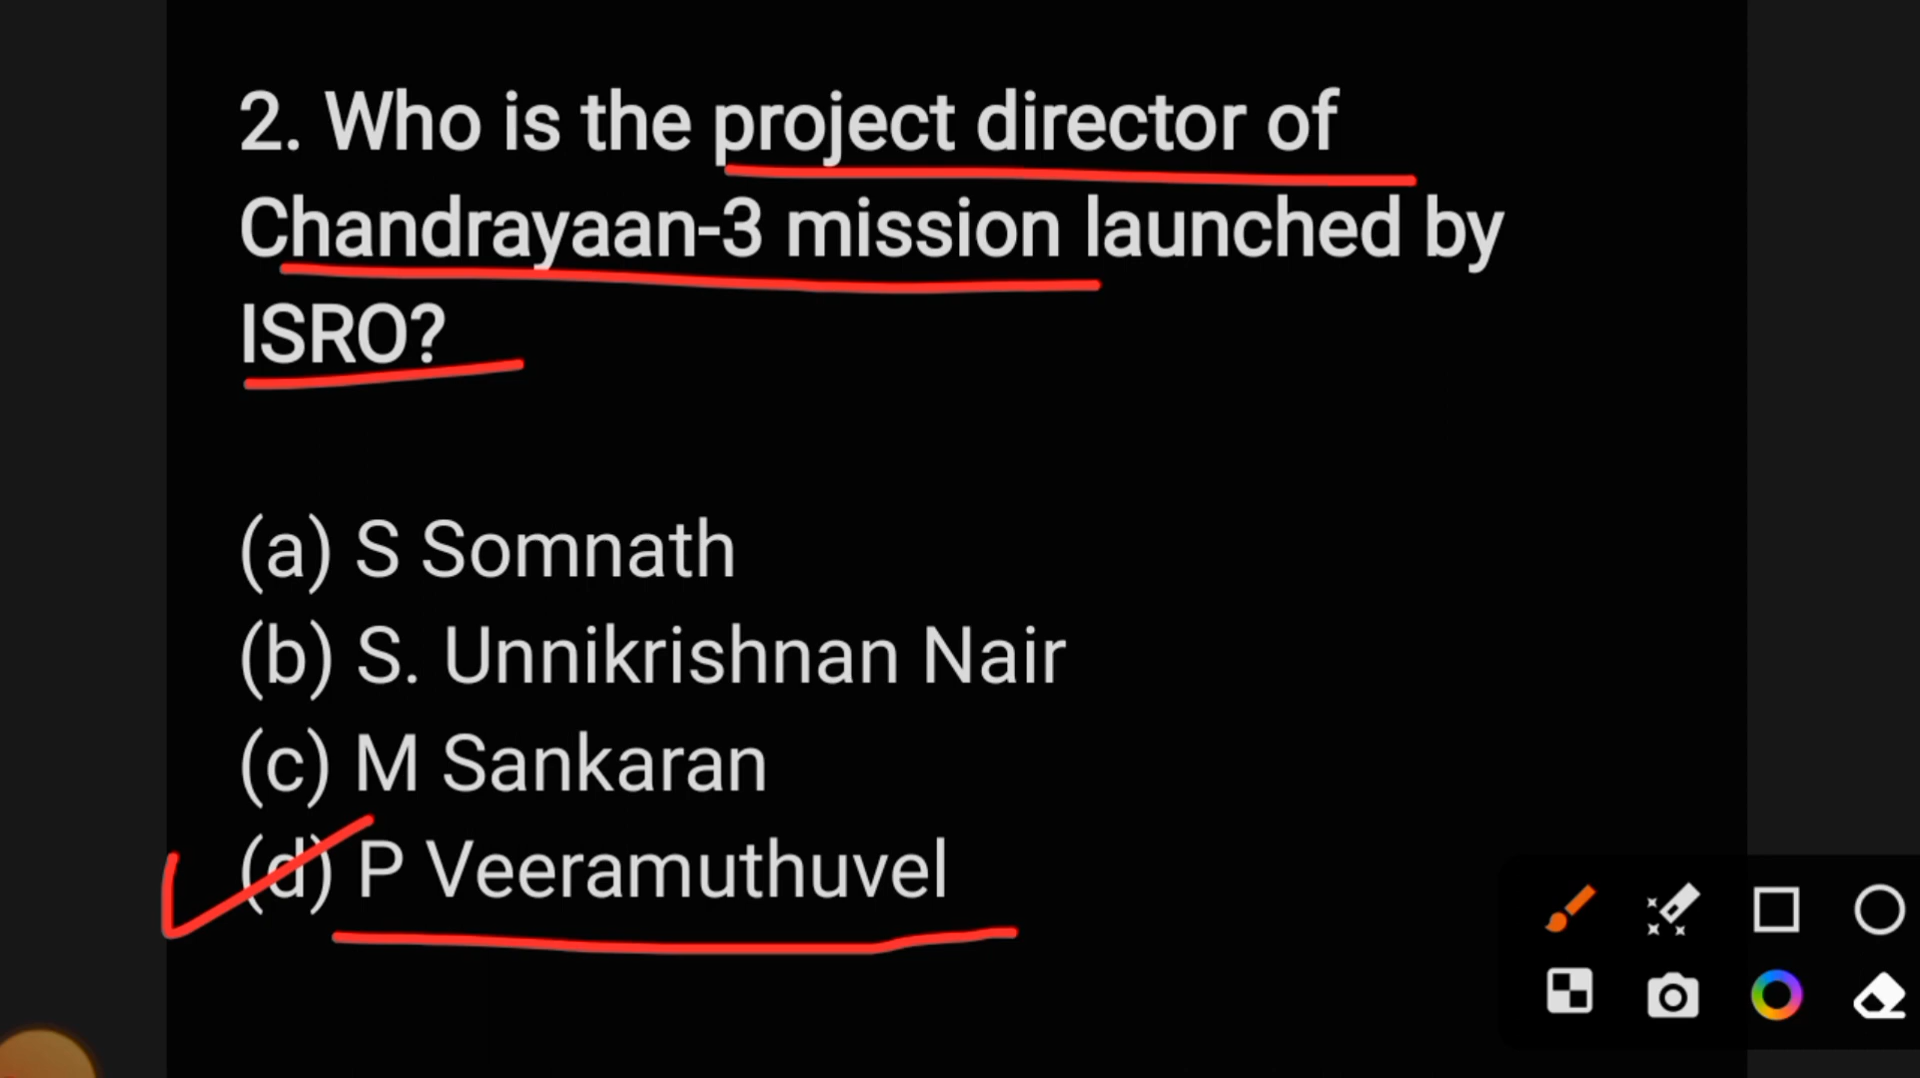 2. Who is the project director of
Chandrayaan-3 mission launched by
ISRO?
(a) S Somnath
(b) S. Unnikrishnan Nair
(c) M Sankaran
(d) P Veeramuthuvel